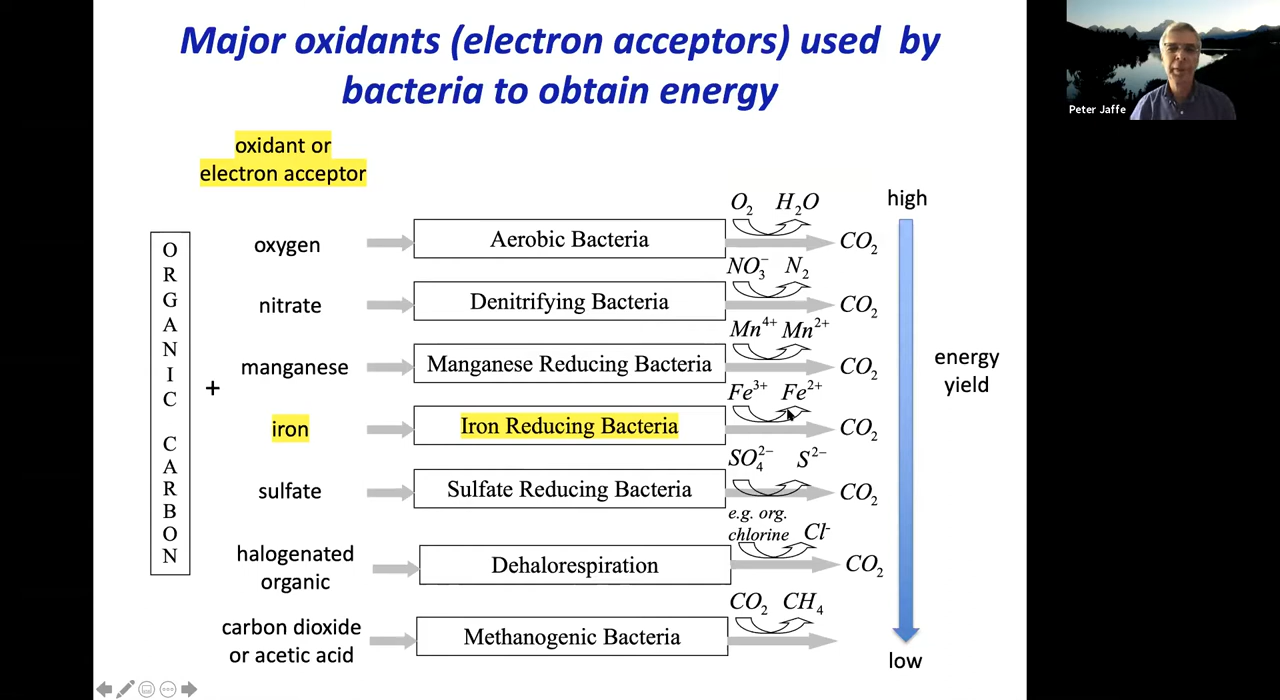 Major oxidants (electron acceptors) used by
bacteria to obtain energy
Peter Jaffe
oxidant or
electron acceptor
high
ORGANIC CARBON
+
O₂ H₂O
oxygen Aerobic Bacteria CO₂
NO₃⁻ N₂
nitrate Denitrifying Bacteria CO₂
Mn⁴⁺ Mn²⁺
manganese Manganese Reducing Bacteria CO₂
energy
yield
Fe³⁺ Fe²⁺
iron Iron Reducing Bacteria CO₂
SO₄²⁻ S²⁻
sulfate Sulfate Reducing Bacteria CO₂
e.g. org.
chlorine Cl⁻
halogenated
organic
Dehalorespiration CO₂
CO₂ CH₄
carbon dioxide
or acetic acid
Methanogenic Bacteria
low